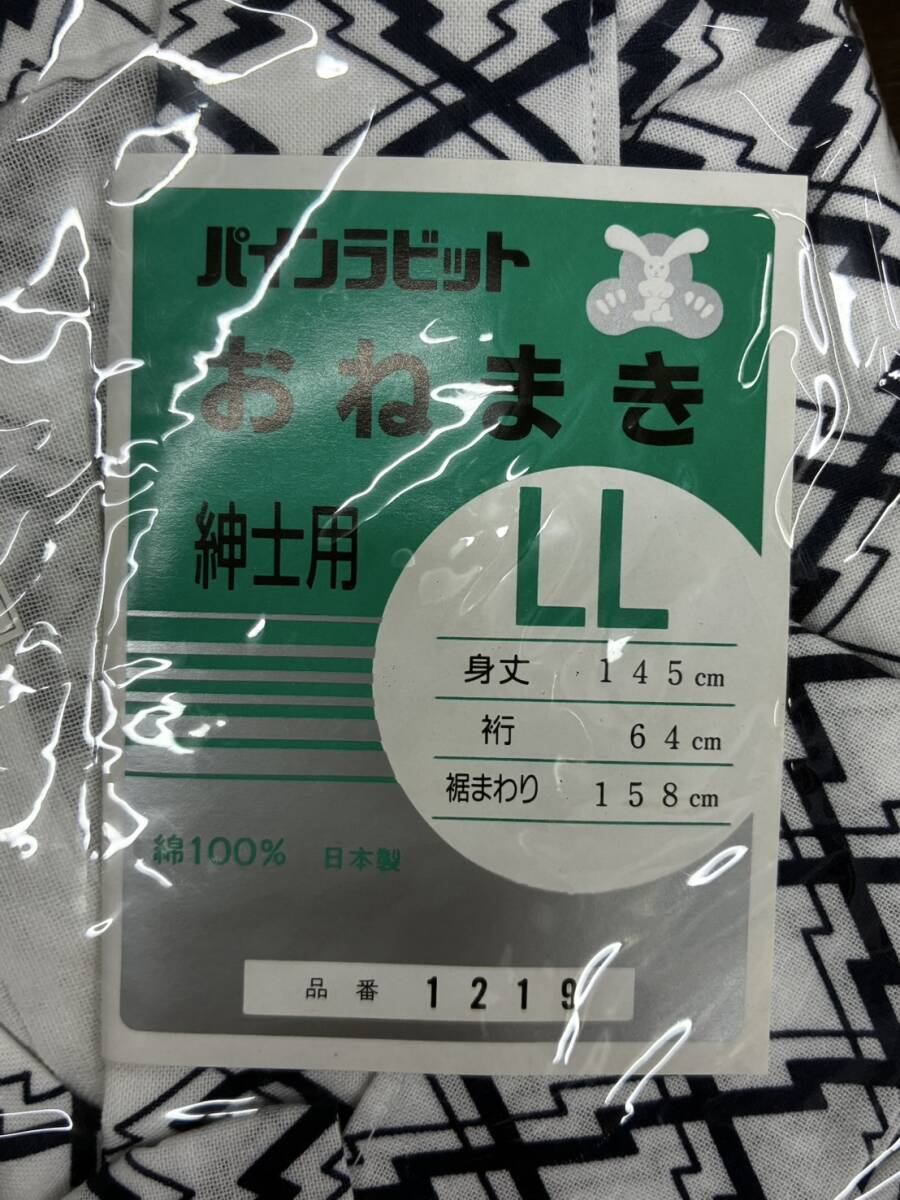 パインラビット
おねまき
紳士用
LL
身丈 145cm
裄 64cm
裾まわり 158cm
綿100% 日本製
品番 1219